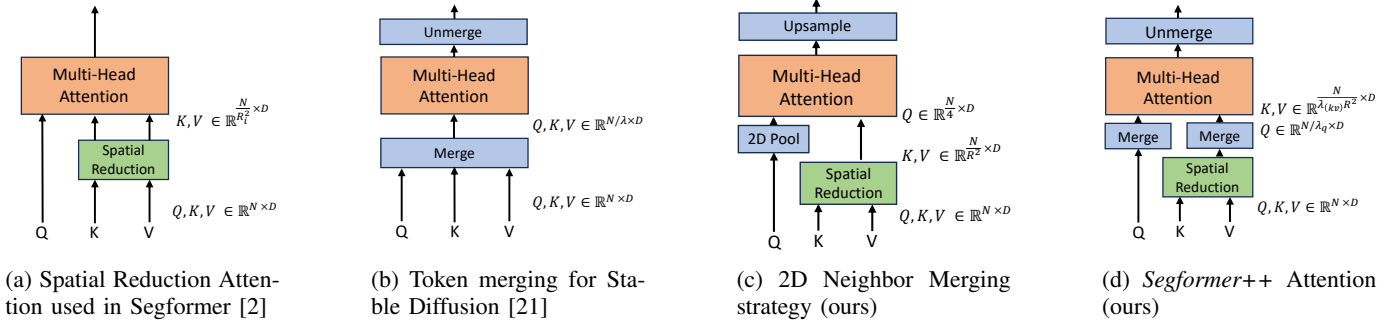 Multi-Head
Attention
K,V ∈ ℝ^{N/R_i^2 ×D}
Spatial
Reduction
Q,K,V ∈ ℝ^{N×D}
Q K V
(a) Spatial Reduction Atten-
tion used in Segformer [2]
Unmerge
Multi-Head
Attention
Q,K,V ∈ ℝ^{N/λ×D}
Merge
Q,K,V ∈ ℝ^{N×D}
Q K V
(b) Token merging for Sta-
ble Diffusion [21]
Upsample
Multi-Head
Attention
Q ∈ ℝ^{N/4 ×D}
2D Pool
K,V ∈ ℝ^{N/R^2 ×D}
Spatial
Reduction
Q,K,V ∈ ℝ^{N×D}
Q K V
(c) 2D Neighbor Merging
strategy (ours)
Unmerge
Multi-Head
Attention
K,V ∈ ℝ^{N/λ_{(kv)}R^2 ×D}
Merge Merge
Q ∈ ℝ^{N/λ_q×D}
Spatial
Reduction
Q,K,V ∈ ℝ^{N×D}
Q K V
(d) Segformer++ Attention
(ours)